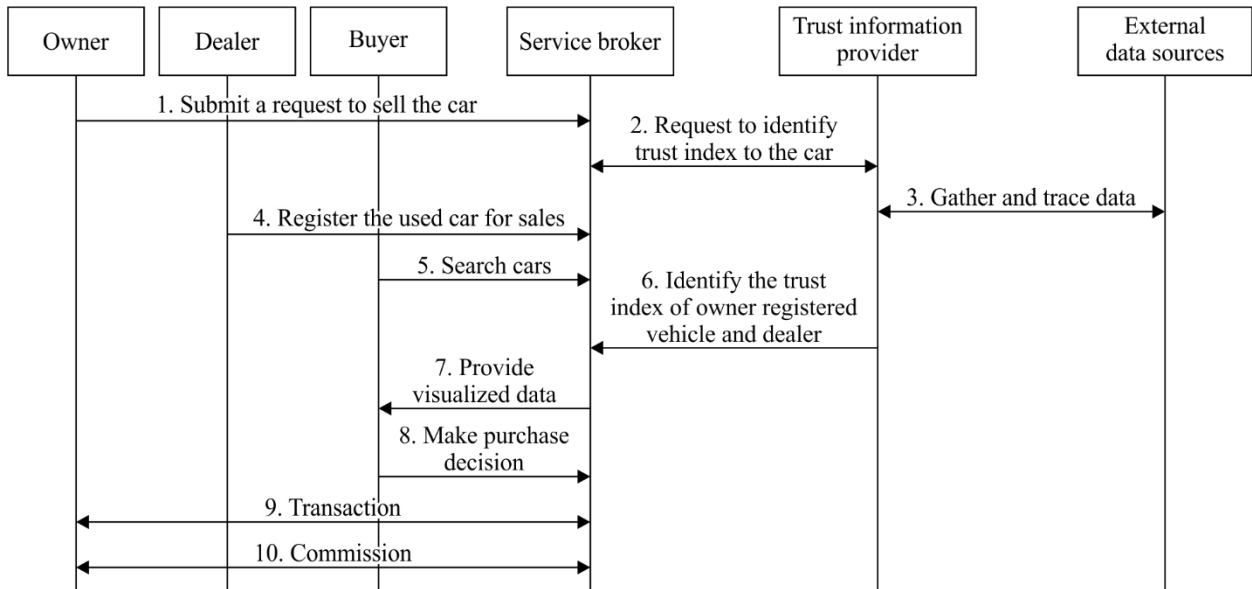 Owner
Dealer
Buyer
Service broker
Trust information
provider
External
data sources
1. Submit a request to sell the car
2. Request to identify
trust index to the car
3. Gather and trace data
4. Register the used car for sales
5. Search cars
6. Identify the trust
index of owner registered
vehicle and dealer
7. Provide
visualized data
8. Make purchase
decision
9. Transaction
10. Commission